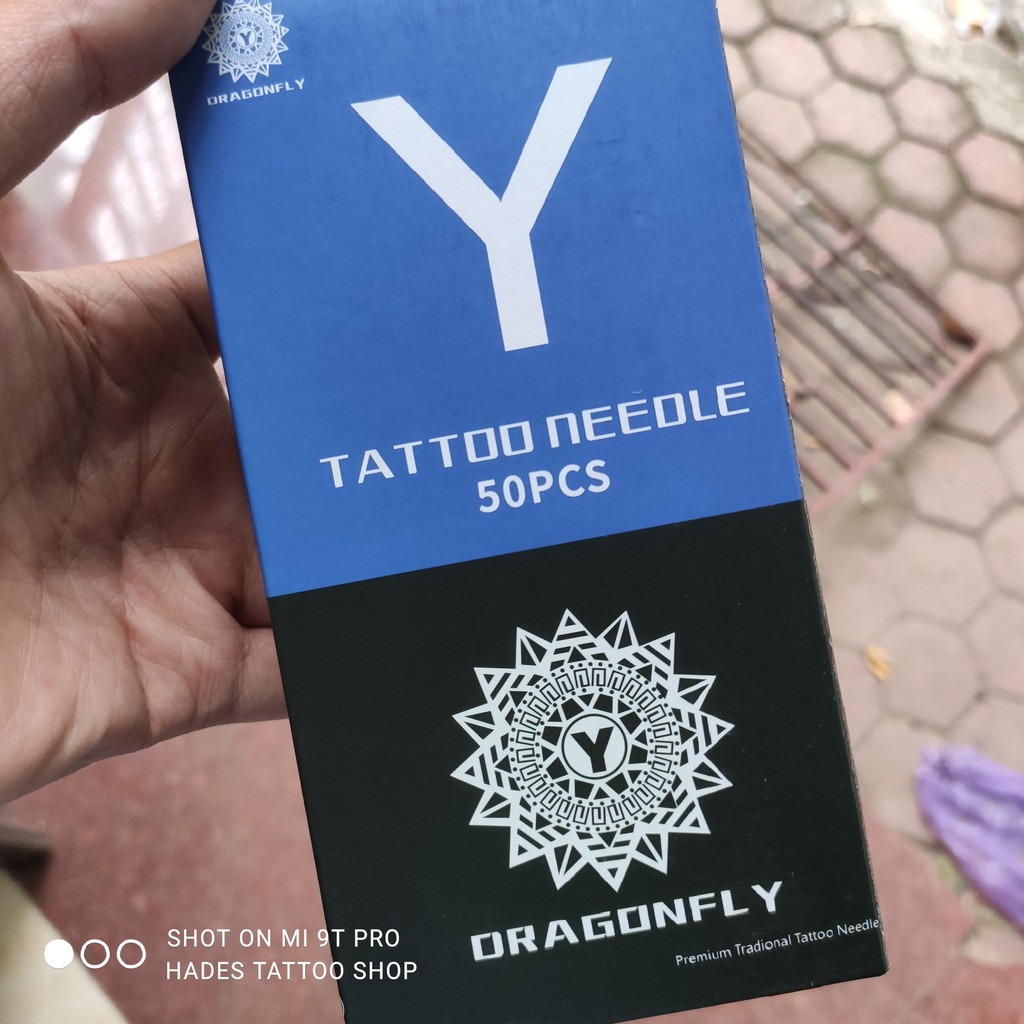 Y
DRAGONFLY
Y
TATTOO NEEDLE
50PCS
Y
DRAGONFLY
Premium Tradional Tattoo Needle
SHOT ON MI 9T PRO
HADES TATTOO SHOP